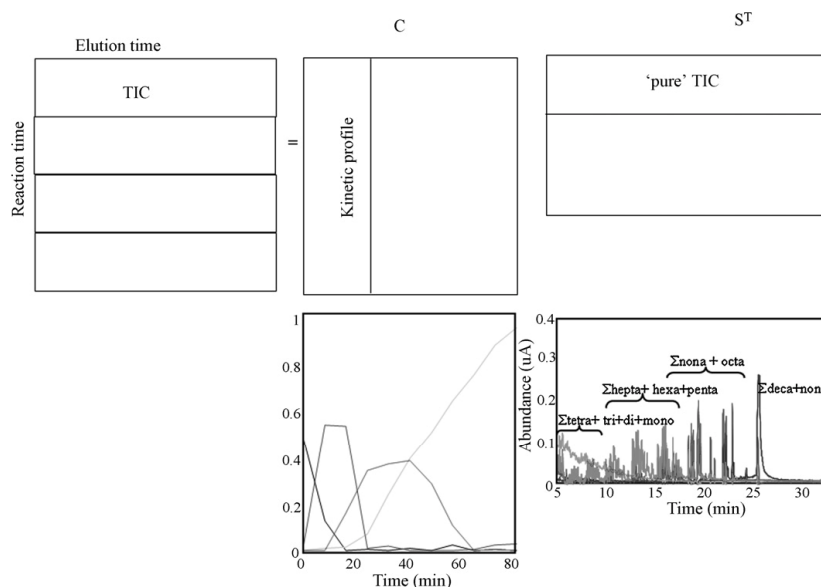 C
Sᵀ
Elution time
TIC
Reaction time
=
Kinetic profile
'pure' TIC
1
0.8
0.6
0.4
0.2
0
0 20 40 60 80
Time (min)
0.4
0.3
0.2
0.1
0
Abundance (uA)
Σnona + octa
Σhepta+ hexa+penta
Σdeca+non
Σtetra+ tri+di+mono
5 10 15 20 25 30
Time (min)